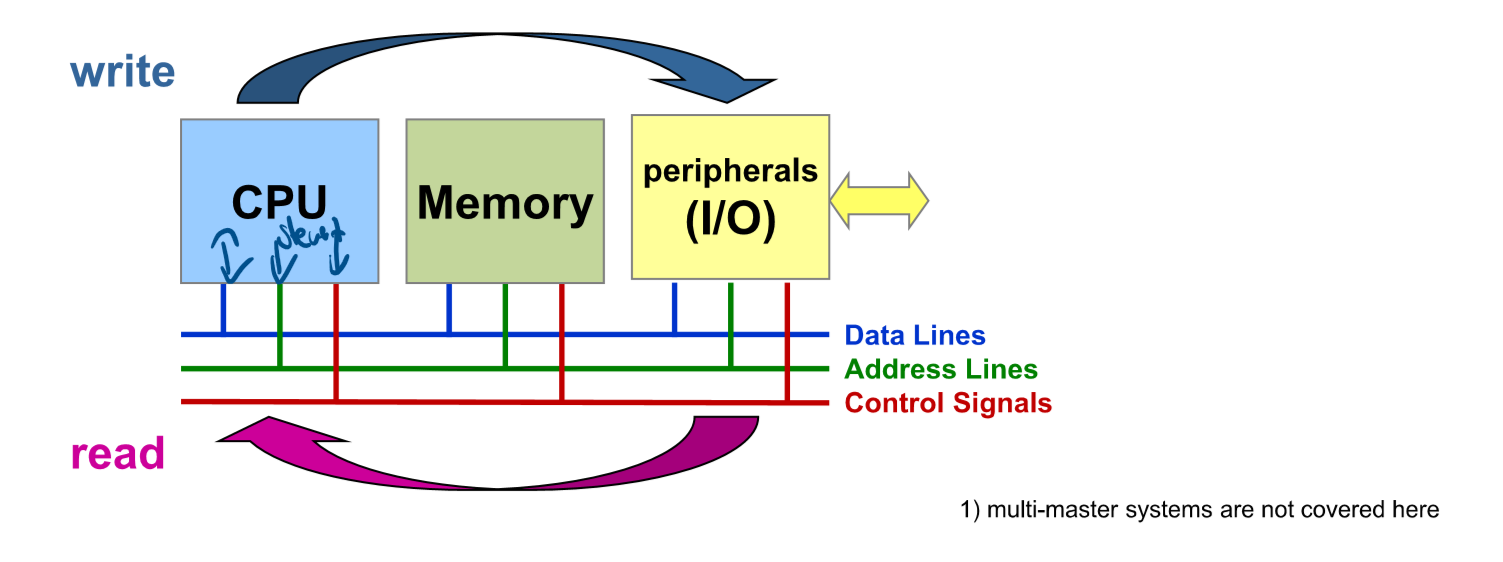 write
CPU
Memory
peripherals
(I/O)
Data Lines
Address Lines
Control Signals
read
1) multi-master systems are not covered here